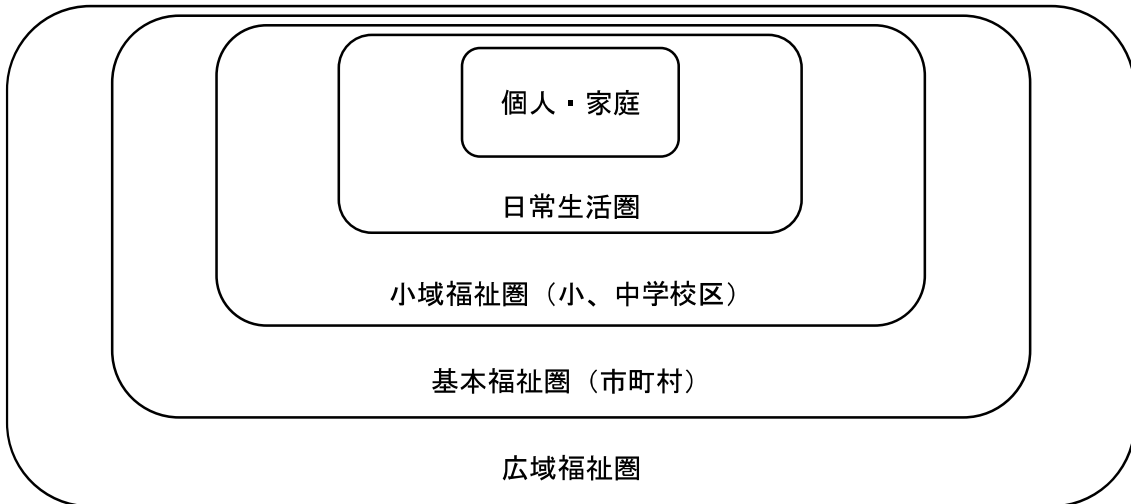 個人・家庭
日常生活圏
小域福祉圏（小、中学校区）
基本福祉圏（市町村）
広域福祉圏